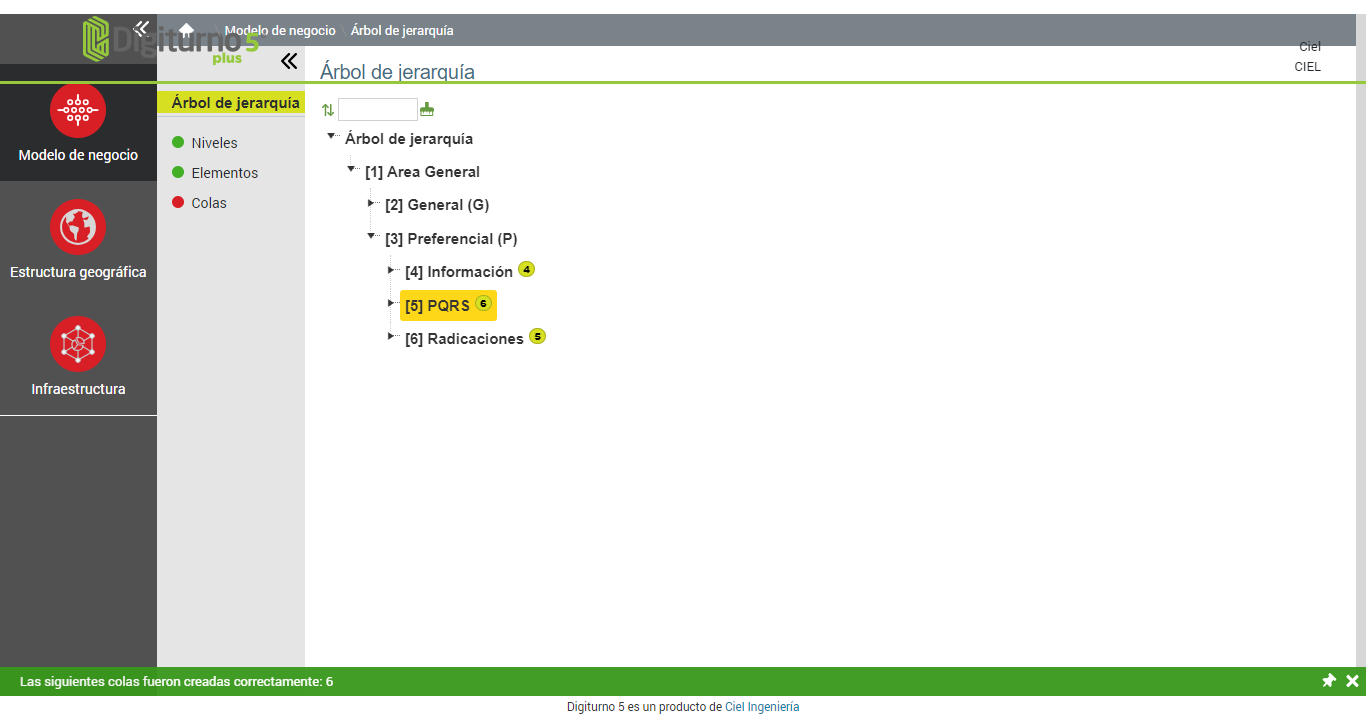 Digiturno 5
plus
Modelo de negocio \ Árbol de jerarquía
Ciel
CIEL
Árbol de jerarquía
Modelo de negocio
Estructura geográfica
Infraestructura
Árbol de jerarquía
Niveles
Elementos
Colas
Árbol de jerarquía
[1] Area General
[2] General (G)
[3] Preferencial (P)
[4] Información 4
[5] PQRS 6
[6] Radicaciones 5
Las siguientes colas fueron creadas correctamente: 6
Digiturno 5 es un producto de Ciel Ingeniería